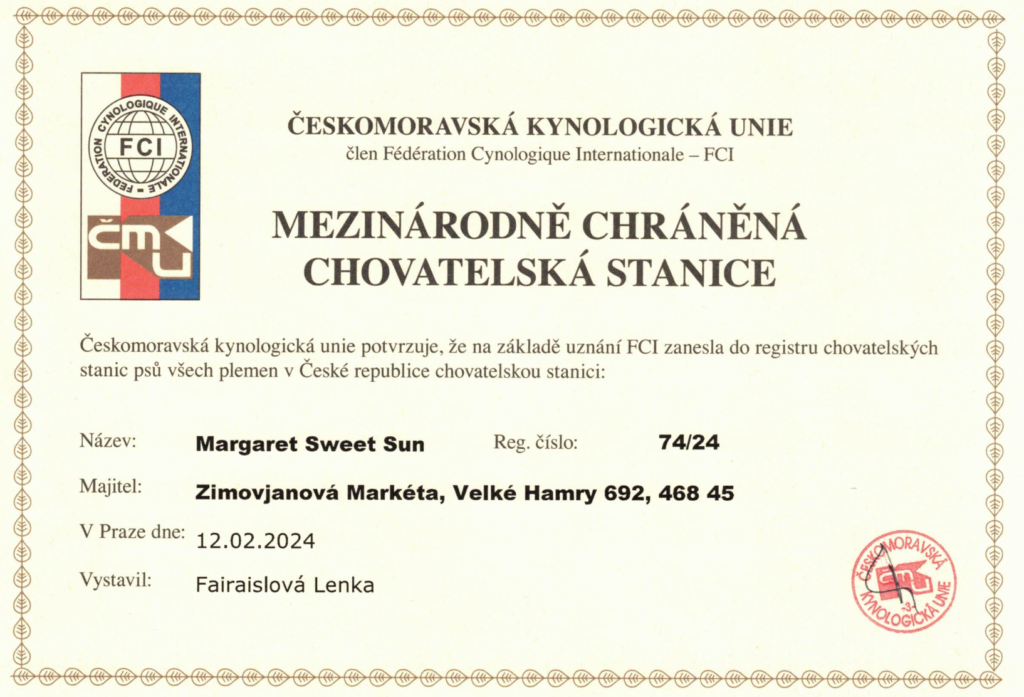 FEDERATION CYNOLOGIQUE INTERNATIONALE
FCI
ČMKU
ČESKOMORAVSKÁ KYNOLOGICKÁ UNIE
člen Fédération Cynologique Internationale – FCI
MEZINÁRODNĚ CHRÁNĚNÁ
CHOVATELSKÁ STANICE
Českomoravská kynologická unie potvrzuje, že na základě uznání FCI zanesla do registru chovatelských
stanic psů všech plemen v České republice chovatelskou stanici:
Název: Margaret Sweet Sun Reg. číslo: 74/24
Majitel: Zimovjanová Markéta, Velké Hamry 692, 468 45
V Praze dne: 12.02.2024
Vystavil: Fairaislová Lenka
ČESKOMORAVSKÁ
KYNOLOGICKÁ UNIE
-3-